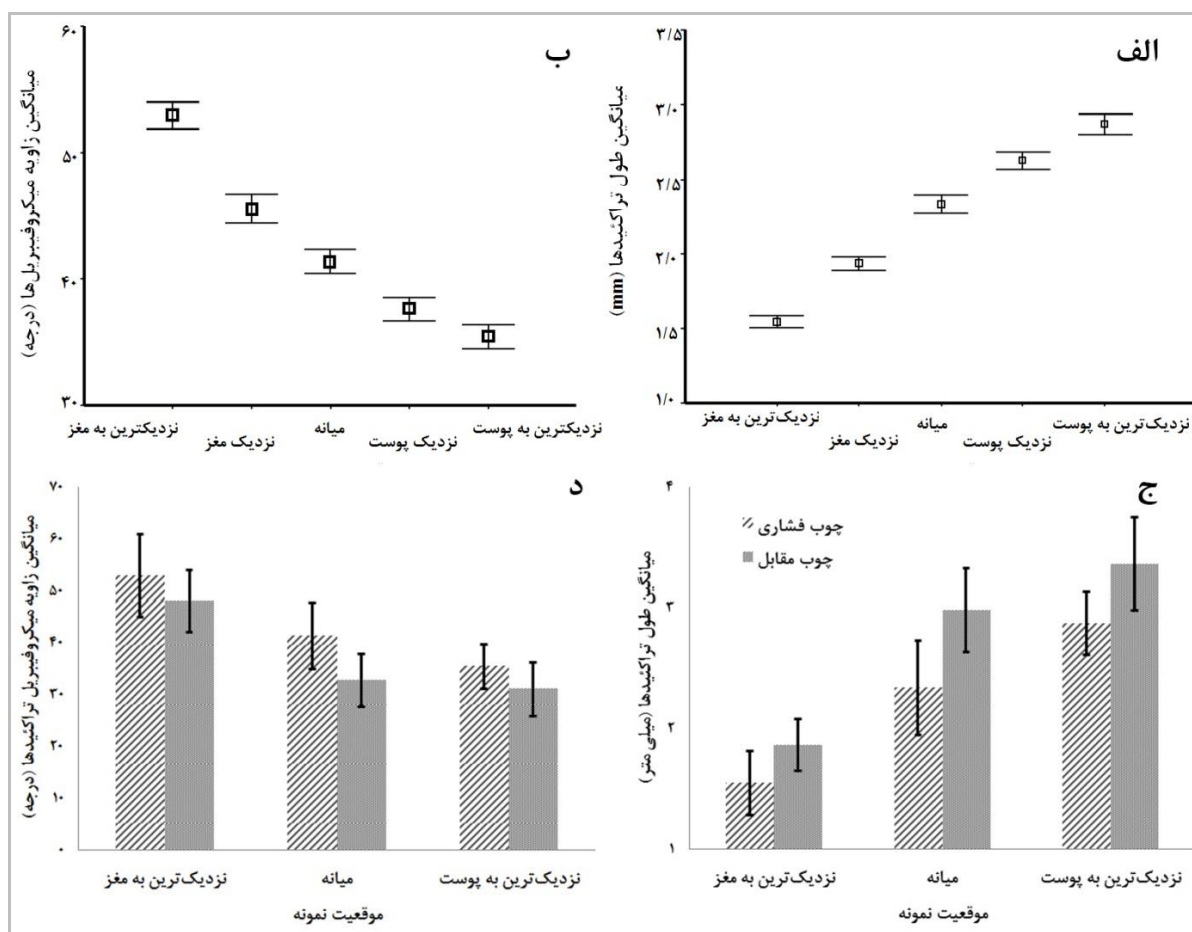 الف
میانگین طول تراکئیدها (mm)
۳/۵
۳/۰
۲/۵
۲/۰
۱/۵
۱/۰
نزدیک‌ترین به مغز
نزدیک مغز
میانه
نزدیک پوست
نزدیک‌ترین به پوست
ب
میانگین زاویه میکروفیبریل‌ها (درجه)
۶۰
۵۰
۴۰
۳۰
نزدیکترین به مغز
نزدیک مغز
میانه
نزدیک پوست
نزدیکترین به پوست
ج
میانگین طول تراکئیدها (میلی متر)
۴
۳
۲
۱
چوب فشاری
چوب مقابل
نزدیک‌ترین به مغز
میانه
نزدیک‌ترین به پوست
موقعیت نمونه
د
میانگین زاویه میکروفیبریل تراکئیدها (درجه)
۷۰
۶۰
۵۰
۴۰
۳۰
۲۰
۱۰
۰
نزدیک‌ترین به مغز
میانه
نزدیک‌ترین به پوست
موقعیت نمونه